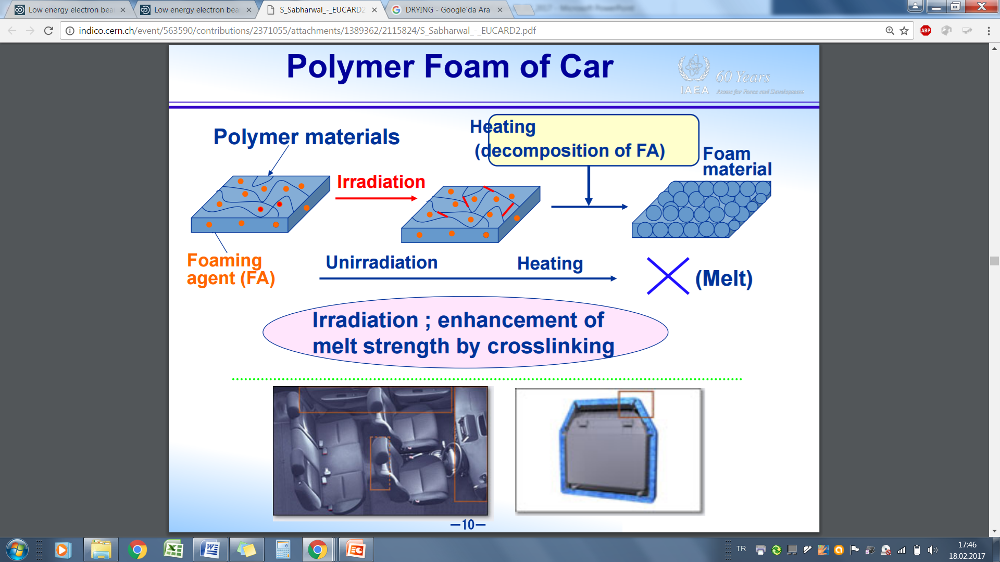 Low energy electron bea
Low energy electron bea
S_Sabharwal_-_EUCARD2
DRYİNG - Google'da Ara
indico.cern.ch/event/563590/contributions/2371055/attachments/1389362/2115824/S_Sabharwal_-_EUCARD2.pdf
ABP
Polymer Foam of Car
IAEA
60 Years
Atoms for Peace and Development
Polymer materials
Heating
(decomposition of FA)
Foam
material
Irradiation
Foaming
agent (FA)
Unirradiation
Heating
(Melt)
Irradiation ; enhancement of
melt strength by crosslinking
—10—
TR
17:46
18.02.2017